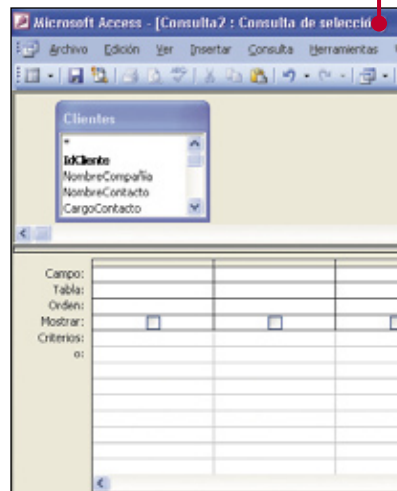 Microsoft Access - [Consulta2 : Consulta de selecció
Archivo Edición Ver Insertar Consulta Herramientas
Clientes
*
IdCliente
NombreCompañía
NombreContacto
CargoContacto
Campo:
Tabla:
Orden:
Mostrar:
Criterios:
o: